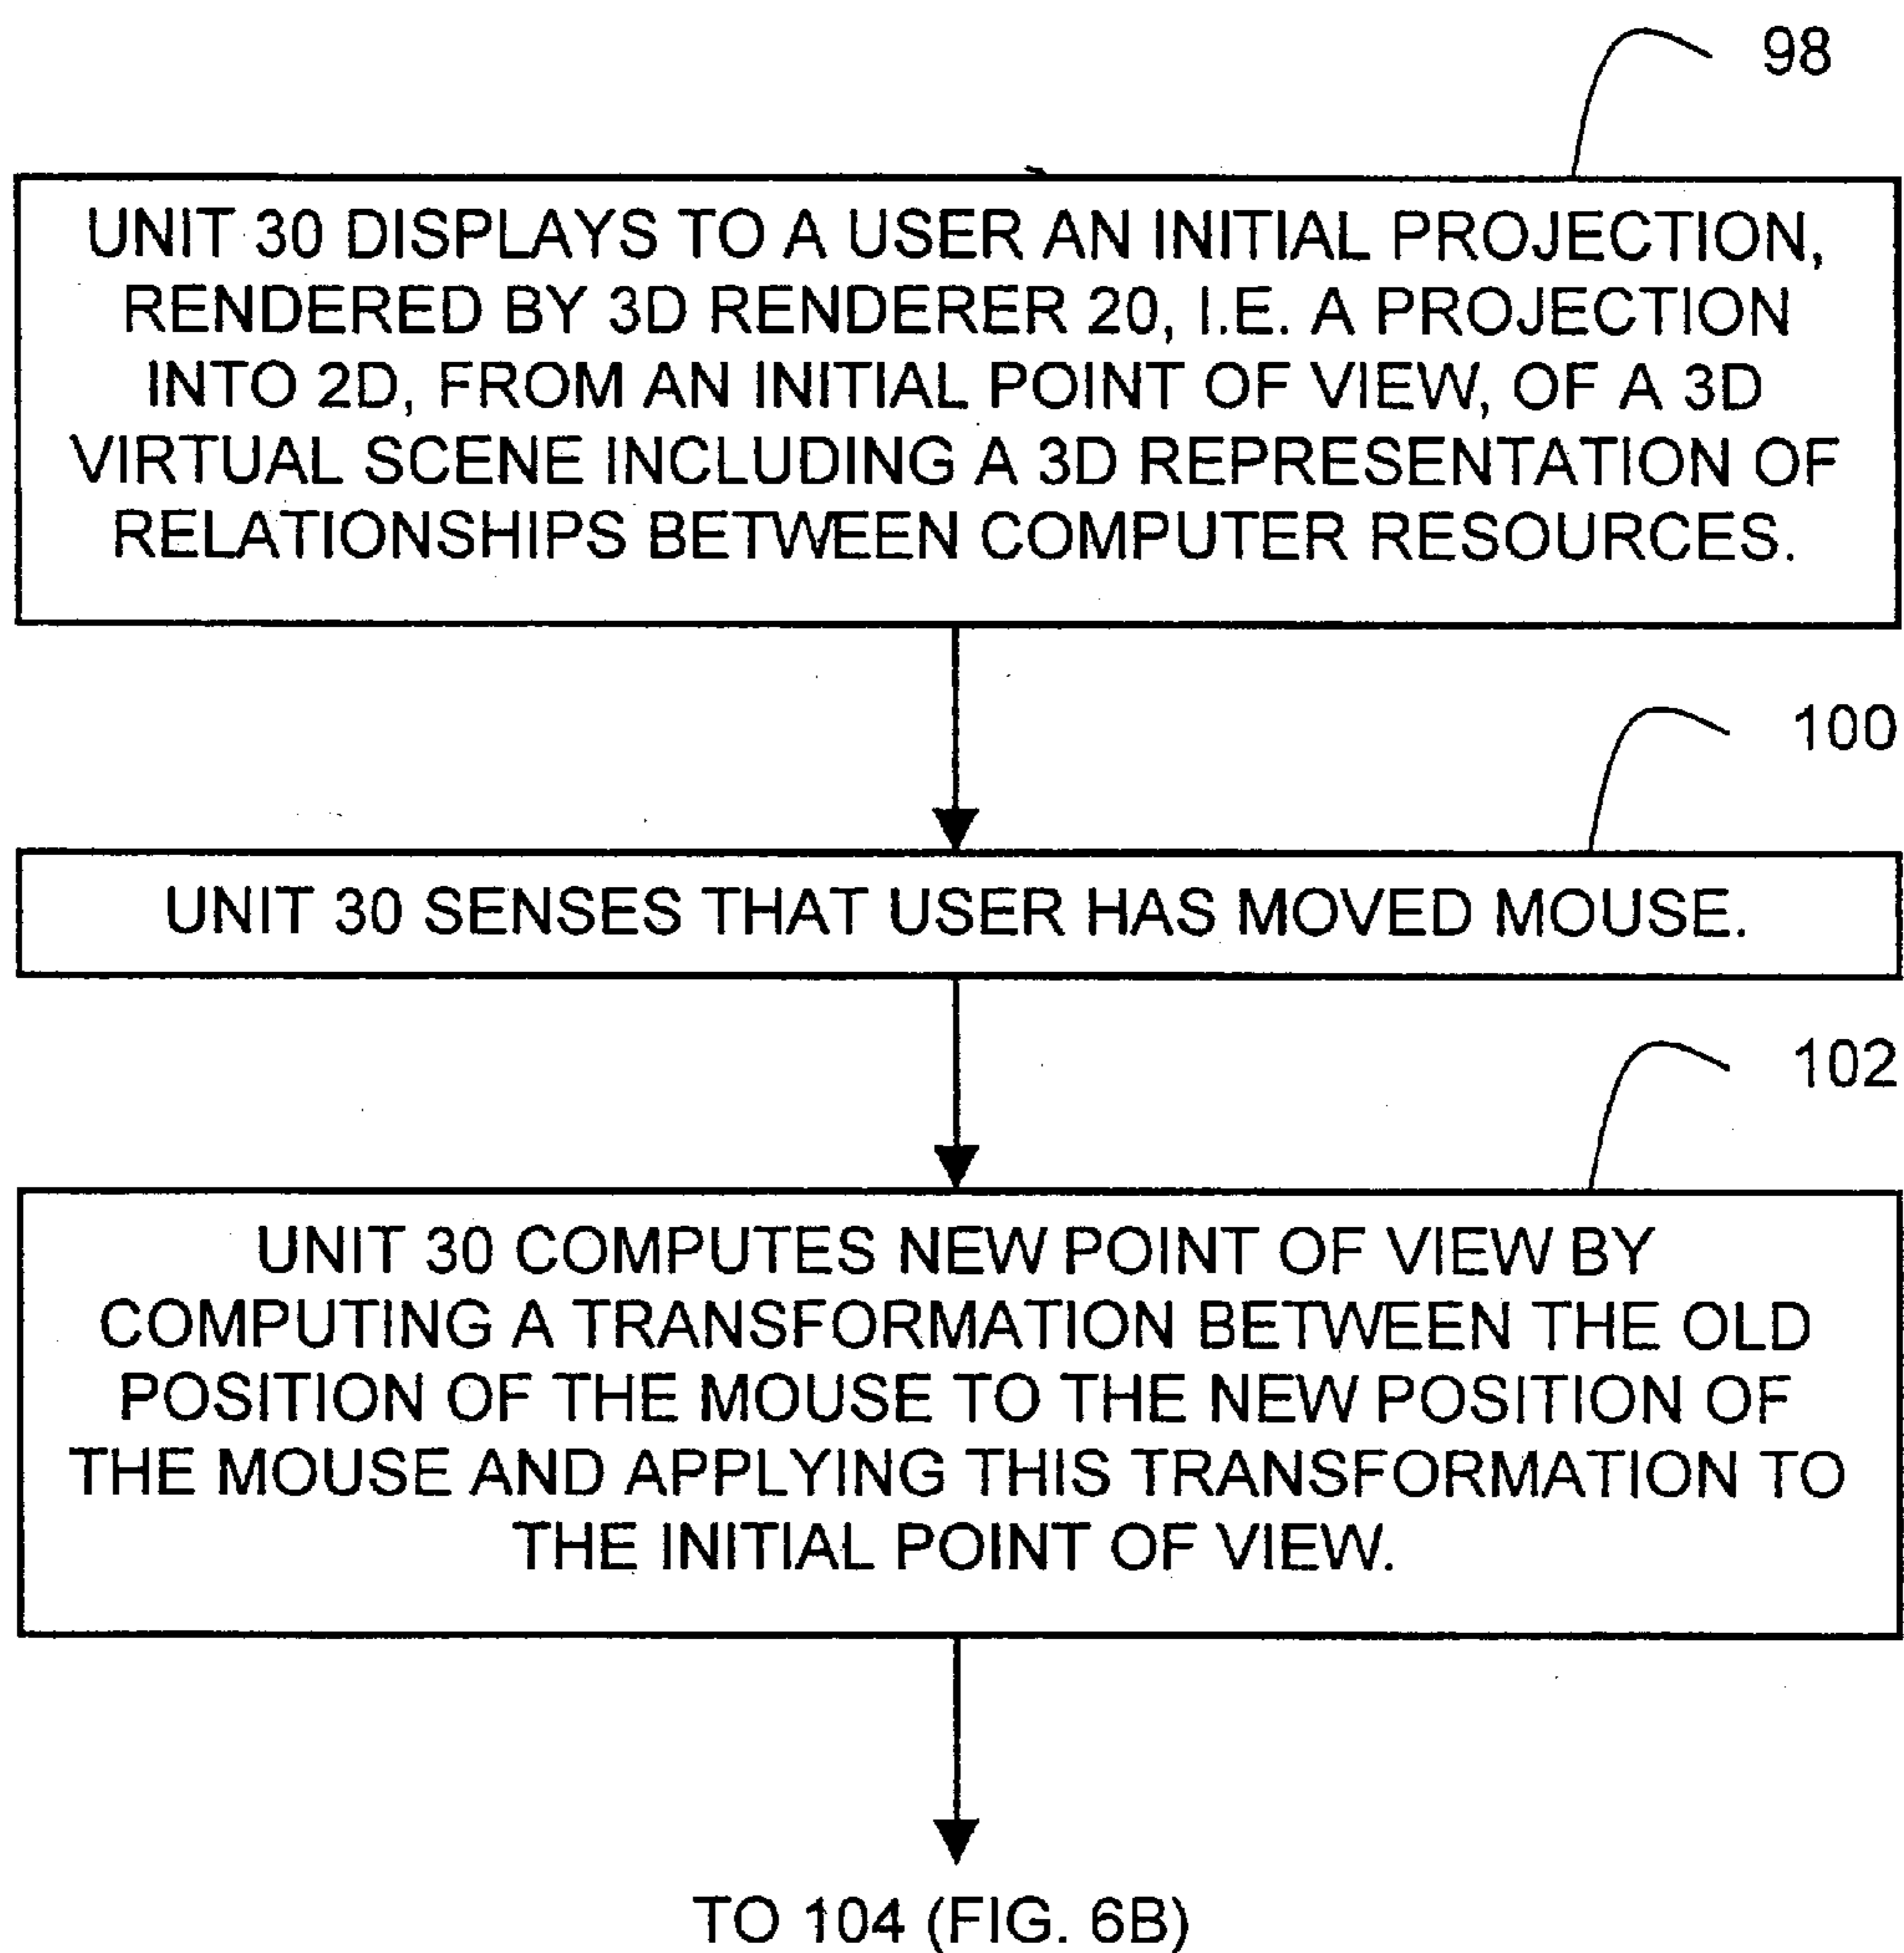 98
UNIT 30 DISPLAYS TO A USER AN INITIAL PROJECTION,
RENDERED BY 3D RENDERER 20, I.E. A PROJECTION
INTO 2D, FROM AN INITIAL POINT OF VIEW, OF A 3D
VIRTUAL SCENE INCLUDING A 3D REPRESENTATION OF
RELATIONSHIPS BETWEEN COMPUTER RESOURCES.
100
UNIT 30 SENSES THAT USER HAS MOVED MOUSE.
102
UNIT 30 COMPUTES NEW POINT OF VIEW BY
COMPUTING A TRANSFORMATION BETWEEN THE OLD
POSITION OF THE MOUSE TO THE NEW POSITION OF
THE MOUSE AND APPLYING THIS TRANSFORMATION TO
THE INITIAL POINT OF VIEW.
TO 104 (FIG. 6B)